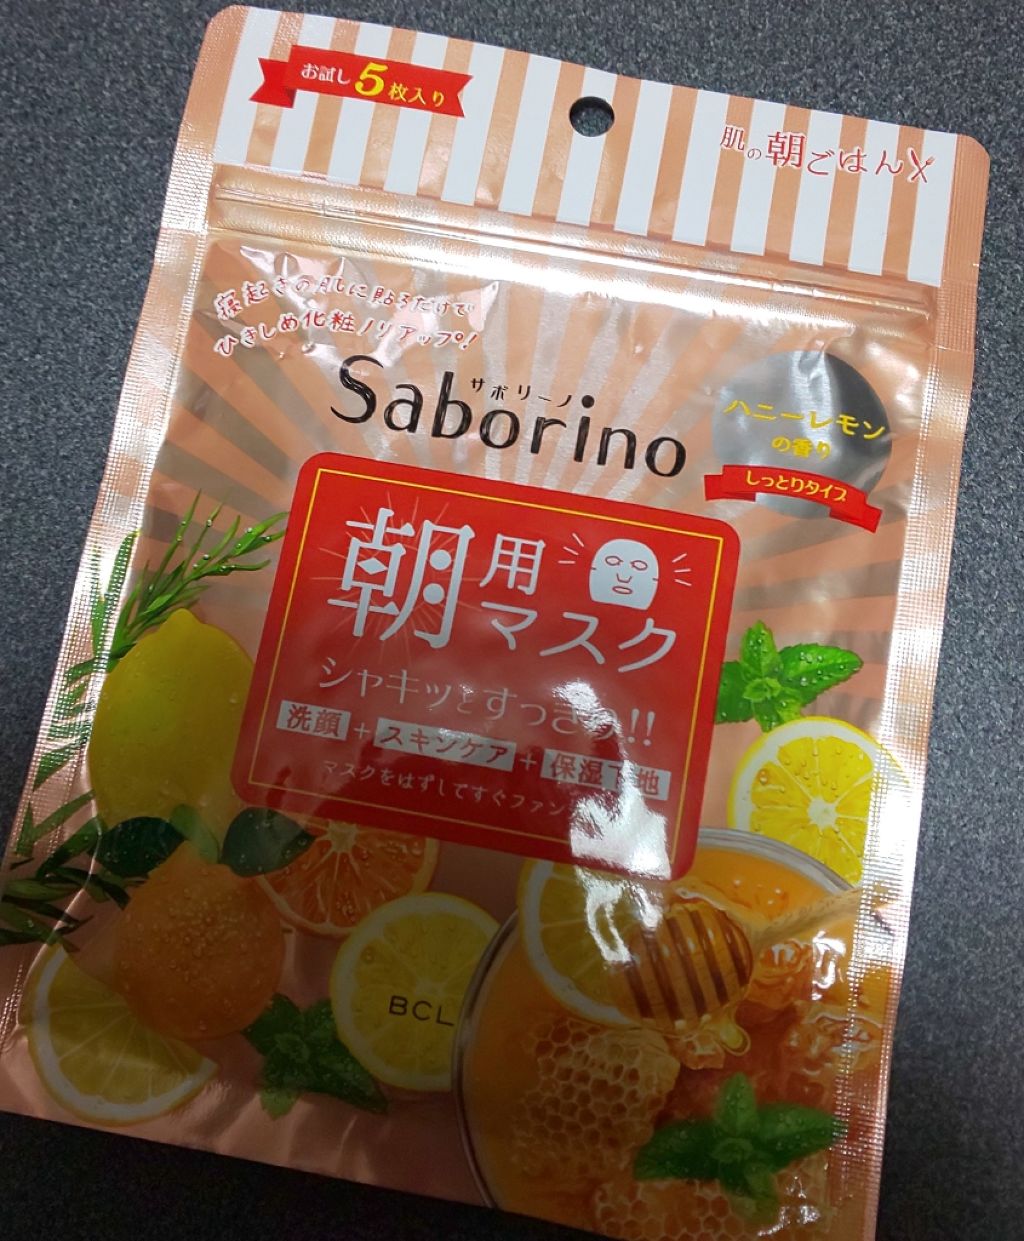 お試し5枚入り
肌の朝ごはん
寝起きの肌に貼るだけで
ひきしめ化粧ノリアップ!
サボリーノ
Saborino
ハニーレモン
の香り
しっとりタイプ
朝用
マスク
シャキッとすっきり!!
洗顔+スキンケア+保湿下地
マスクをはずしてすぐファン
BCL